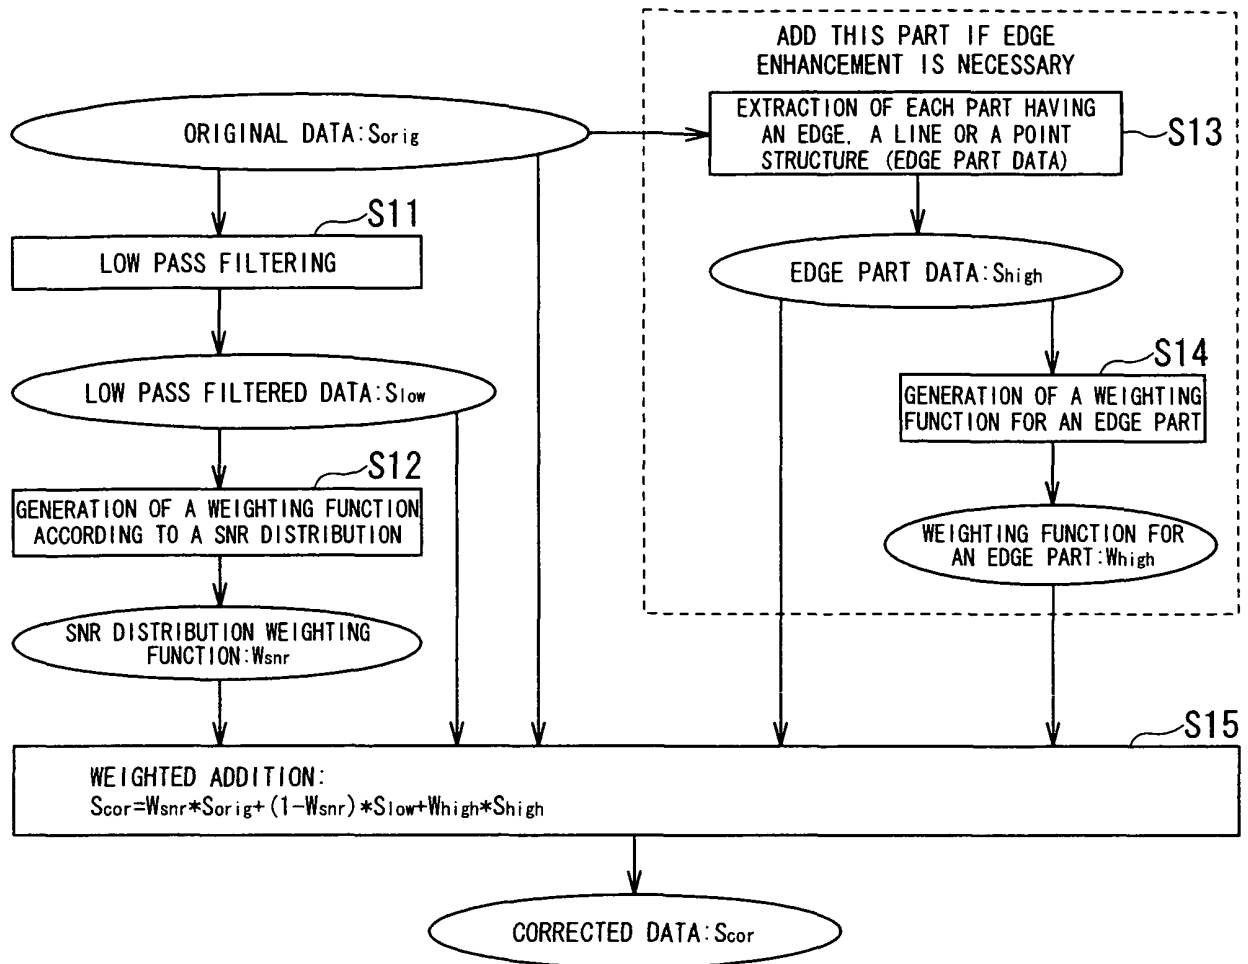 ADD THIS PART IF EDGE
ENHANCEMENT IS NECESSARY
ORIGINAL DATA:Sorig
EXTRACTION OF EACH PART HAVING
AN EDGE, A LINE OR A POINT
STRUCTURE (EDGE PART DATA)
S13
S11
LOW PASS FILTERING
EDGE PART DATA:Shigh
LOW PASS FILTERED DATA:Slow
S14
GENERATION OF A WEIGHTING
FUNCTION FOR AN EDGE PART
S12
GENERATION OF A WEIGHTING FUNCTION
ACCORDING TO A SNR DISTRIBUTION
WEIGHTING FUNCTION FOR
AN EDGE PART:Whigh
SNR DISTRIBUTION WEIGHTING
FUNCTION:Wsnr
S15
WEIGHTED ADDITION:
Scor=Wsnr*Sorig+(1-Wsnr)*Slow+Whigh*Shigh
CORRECTED DATA:Scor